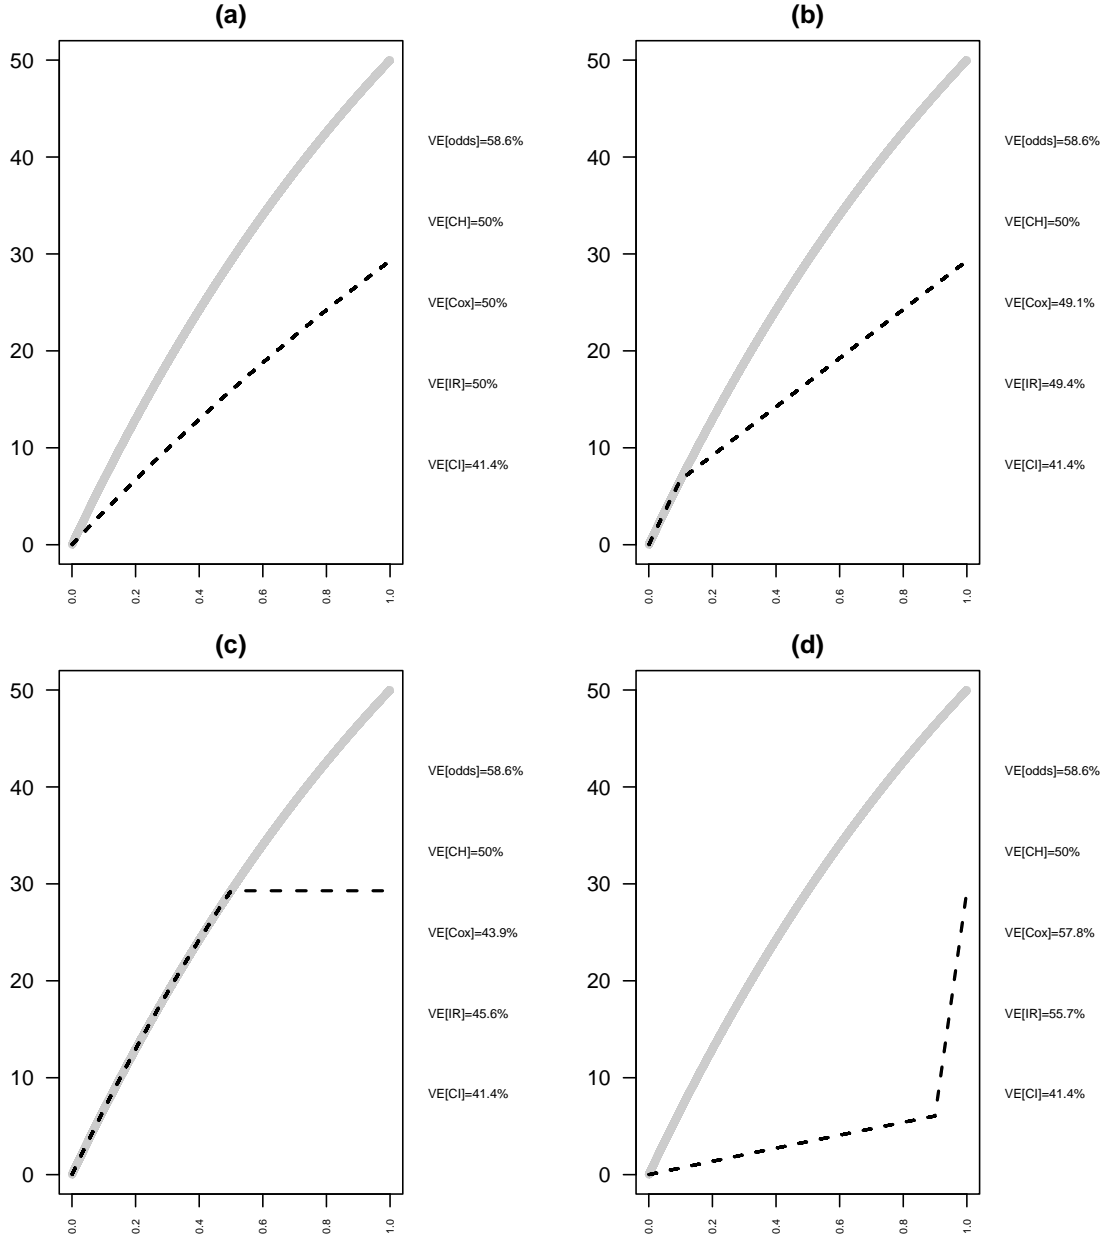 (a)
50
40
30
20
10
0
0.0 0.2 0.4 0.6 0.8 1.0
VE[odds]=58.6%
VE[CH]=50%
VE[Cox]=50%
VE[IR]=50%
VE[CI]=41.4%
(b)
50
40
30
20
10
0
0.0 0.2 0.4 0.6 0.8 1.0
VE[odds]=58.6%
VE[CH]=50%
VE[Cox]=49.1%
VE[IR]=49.4%
VE[CI]=41.4%
(c)
50
40
30
20
10
0
0.0 0.2 0.4 0.6 0.8 1.0
VE[odds]=58.6%
VE[CH]=50%
VE[Cox]=43.9%
VE[IR]=45.6%
VE[CI]=41.4%
(d)
50
40
30
20
10
0
0.0 0.2 0.4 0.6 0.8 1.0
VE[odds]=58.6%
VE[CH]=50%
VE[Cox]=57.8%
VE[IR]=55.7%
VE[CI]=41.4%